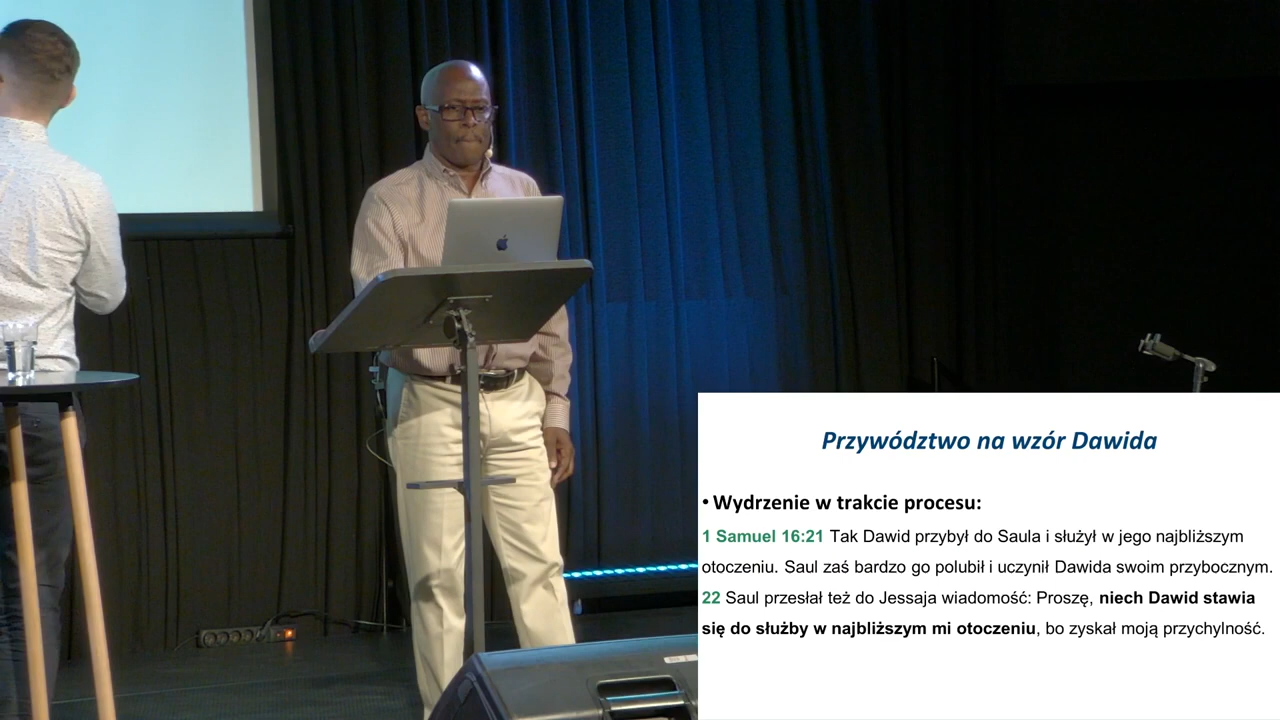 Przywództwo na wzór Dawida
• Wydrzenie w trakcie procesu:
1 Samuel 16:21 Tak Dawid przybył do Saula i służył w jego najbliższym
otoczeniu. Saul zaś bardzo go polubił i uczynił Dawida swoim przybocznym.
22 Saul przesłał też do Jessaja wiadomość: Proszę, niech Dawid stawia
się do służby w najbliższym mi otoczeniu, bo zyskał moją przychylność.